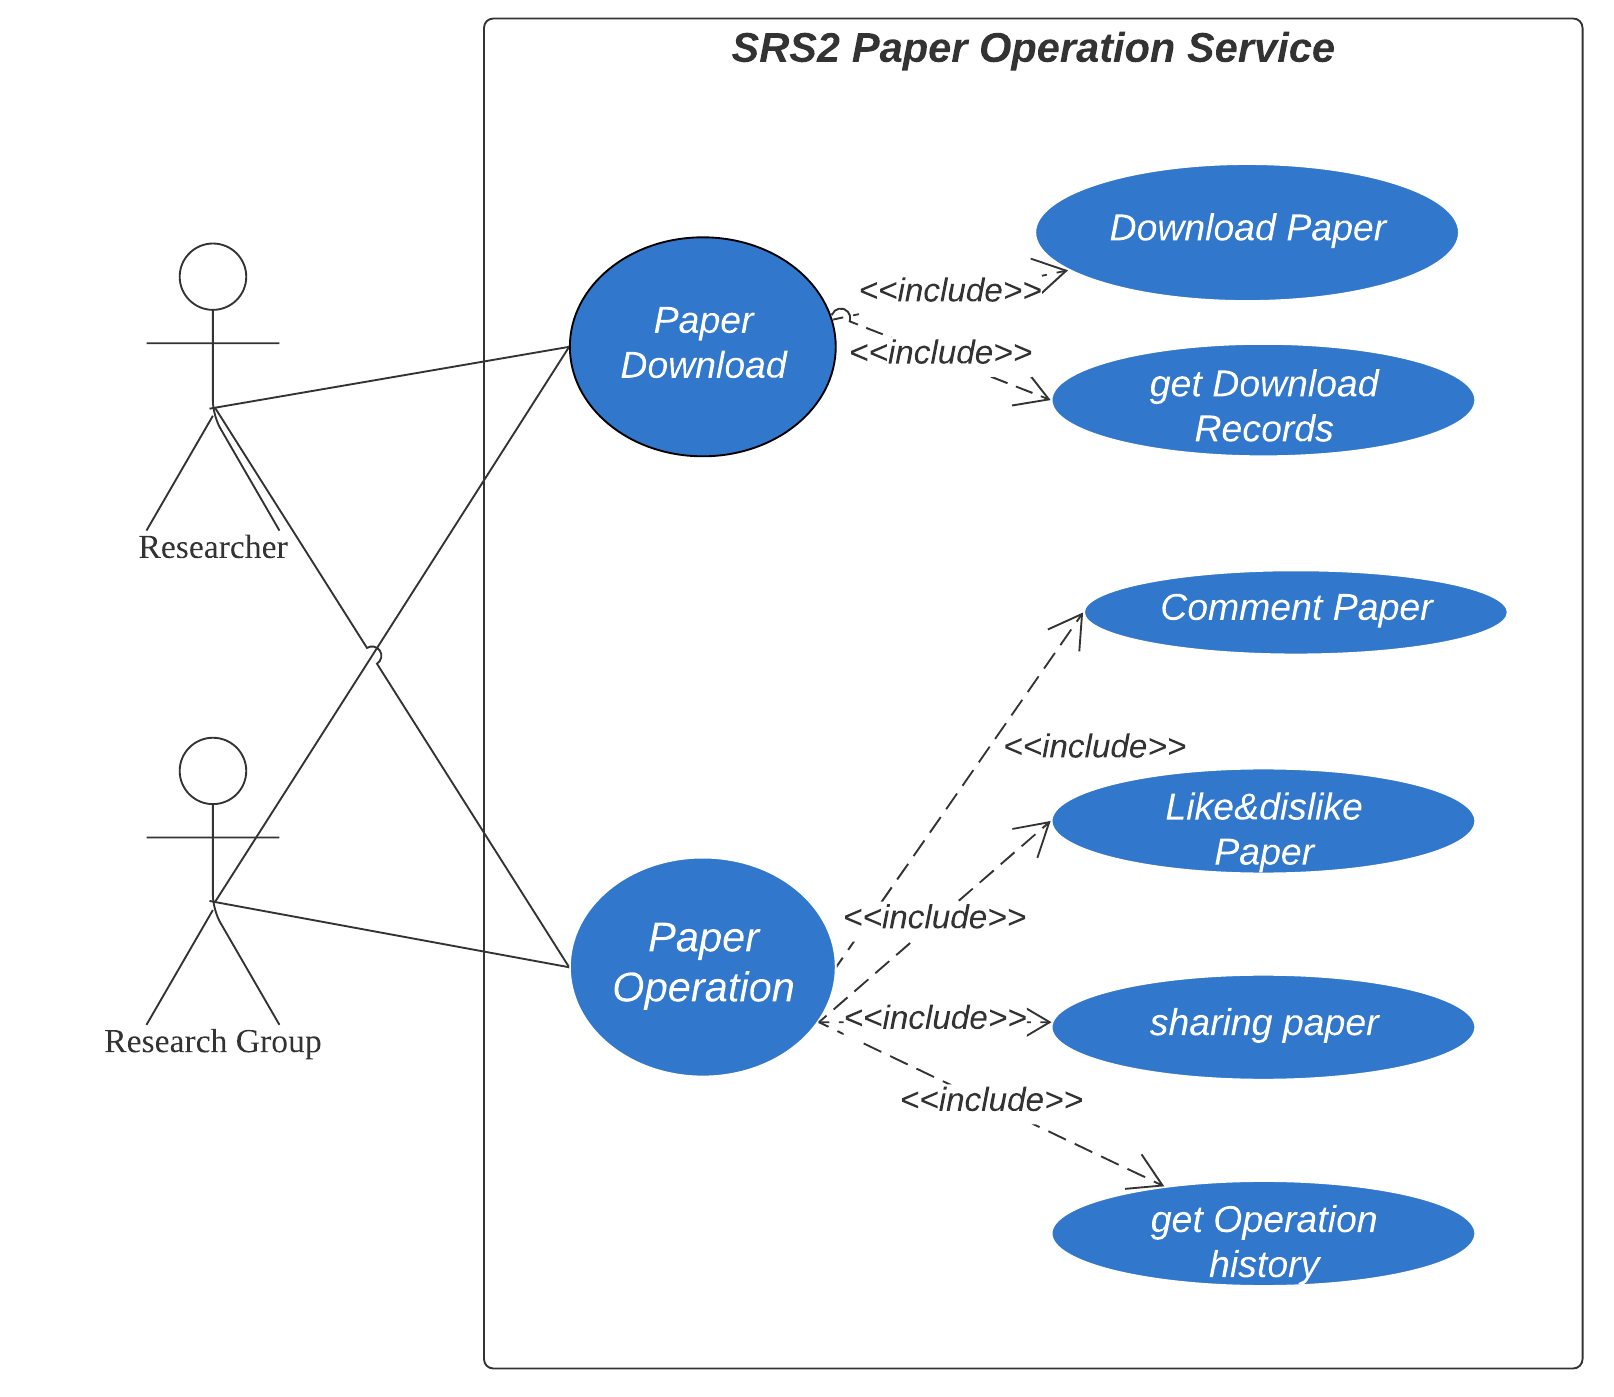 SRS2 Paper Operation Service
Download Paper
<<include>>
Paper
Download
<<include>>
get Download
Records
Researcher
Comment Paper
<<include>>
Like&dislike
Paper
<<include>>
Paper
Operation
<<include>>
sharing paper
Research Group
<<include>>
get Operation
history